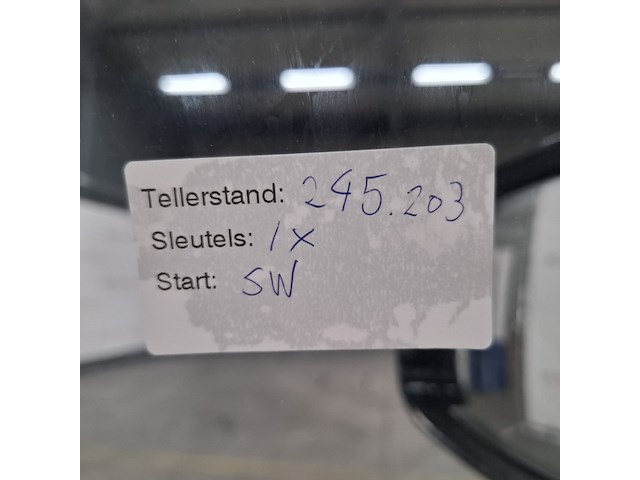 Tellerstand: 245.203
Sleutels: 1x
Start: SW